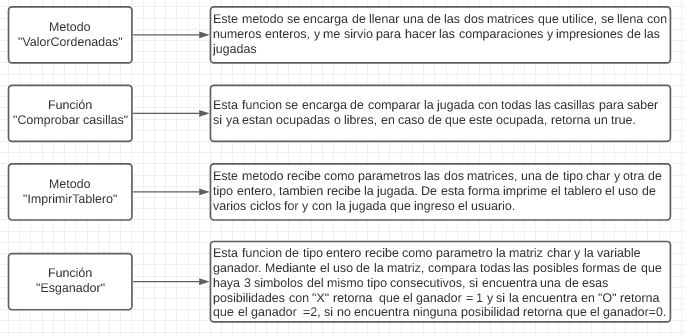 Metodo
"ValorCordenadas"
Este metodo se encarga de llenar una de las dos matrices que utilice, se llena con
numeros enteros, y me sirvio para hacer las comparaciones y impresiones de las
jugadas
Función
"Comprobar casillas"
Esta funcion se encarga de comparar la jugada con todas las casillas para saber
si ya estan ocupadas o libres, en caso de que este ocupada, retorna un true.
Metodo
"ImprimirTablero"
Este metodo recibe como parametros las dos matrices, una de tipo char y otra de
tipo entero, tambien recibe la jugada. De esta forma imprime el tablero el uso de
varios ciclos for y con la jugada que ingreso el usuario.
Función
"Esganador"
Esta funcion de tipo entero recibe como parametro la matriz char y la variable
ganador. Mediante el uso de la matriz, compara todas las posibles formas de que
haya 3 simbolos del mismo tipo consecutivos, si encuentra una de esas
posibilidades con "X" retorna que el ganador = 1 y si la encuentra en "O" retorna
que el ganador =2, si no encuentra ninguna posibilidad retorna que el ganador=0.